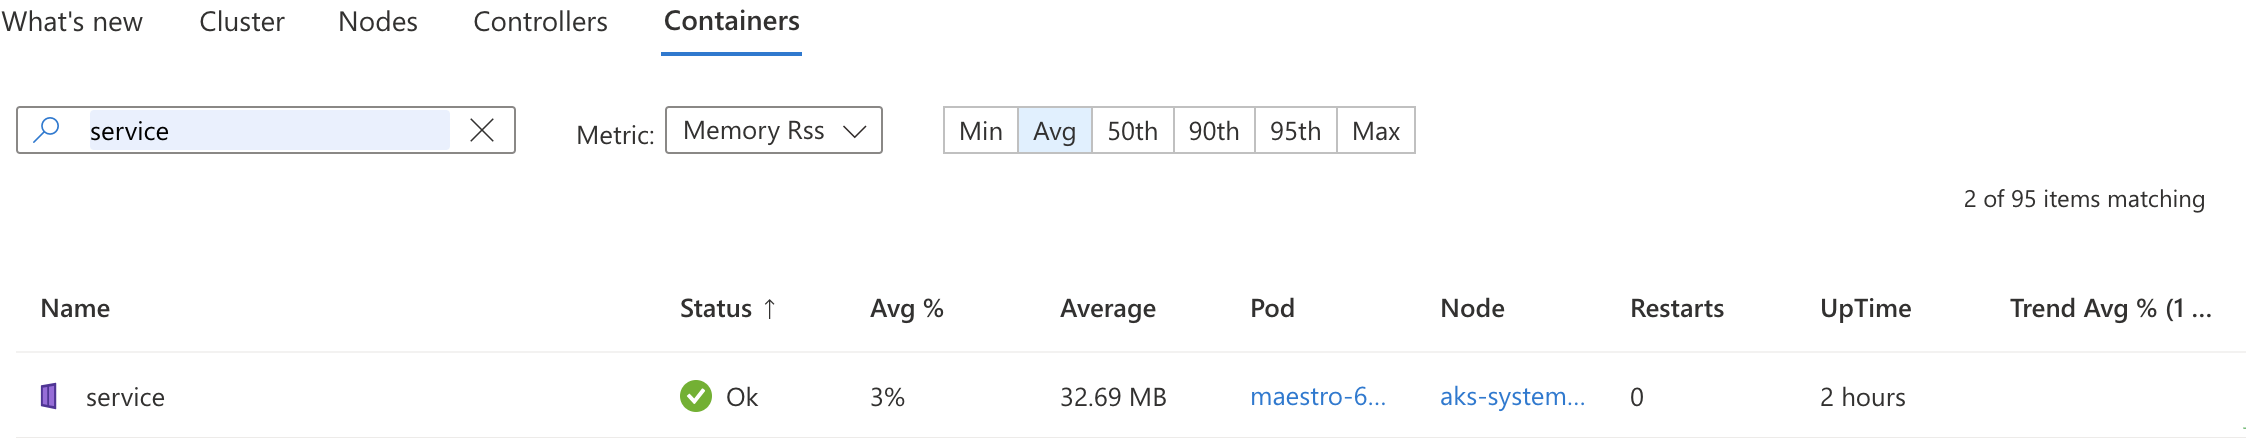 What's new Cluster Nodes Controllers Containers
service Metric: Memory Rss Min Avg 50th 90th 95th Max
2 of 95 items matching
Name Status ↑ Avg % Average Pod Node Restarts UpTime Trend Avg % (1 ...
service Ok 3% 32.69 MB maestro-6... aks-system... 0 2 hours